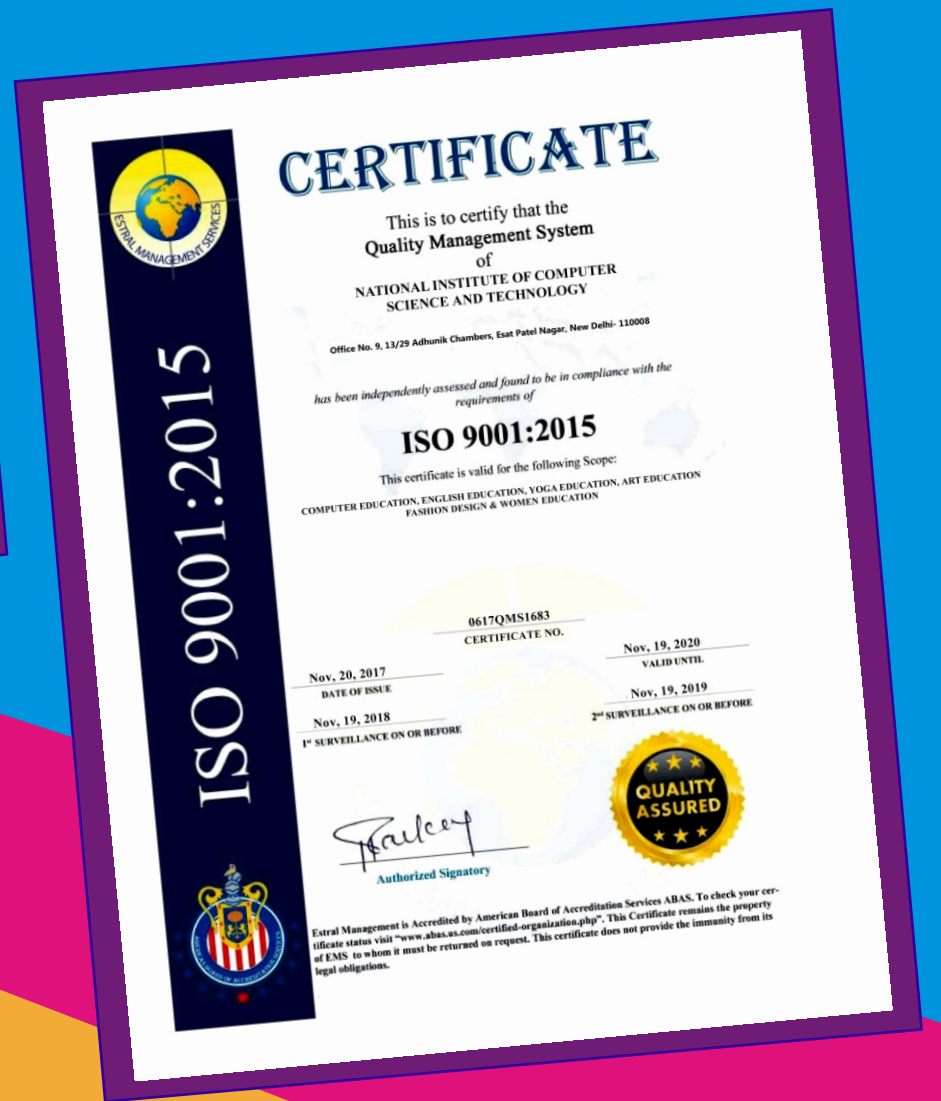 ESTRAL MANAGEMENT SERVICES
ISO 9001:2015
AMERICAN BOARD OF ACCREDITATION SERVICES
CERTIFICATE
This is to certify that the
Quality Management System
of
NATIONAL INSTITUTE OF COMPUTER
SCIENCE AND TECHNOLOGY
Office No. 9, 13/29 Adhunik Chambers, Esat Patel Nagar, New Delhi- 110008
has been independently assessed and found to be in compliance with the
requirements of
ISO 9001:2015
This certificate is valid for the following Scope:
COMPUTER EDUCATION, ENGLISH EDUCATION, YOGA EDUCATION, ART EDUCATION
FASHION DESIGN & WOMEN EDUCATION
0617QMS1683
CERTIFICATE NO.
Nov, 20, 2017
DATE OF ISSUE
Nov, 19, 2020
VALID UNTIL
Nov, 19, 2018
1st SURVEILLANCE ON OR BEFORE
Nov, 19, 2019
2nd SURVEILLANCE ON OR BEFORE
QUALITY
ASSURED
Authorized Signatory
Estral Management is Accredited by American Board of Accreditation Services ABAS. To check your cer-
tificate status visit "www.abas.us.com/certified-organization.php". This Certificate remains the property
of EMS to whom it must be returned on request. This certificate does not provide the immunity from its
legal obligations.